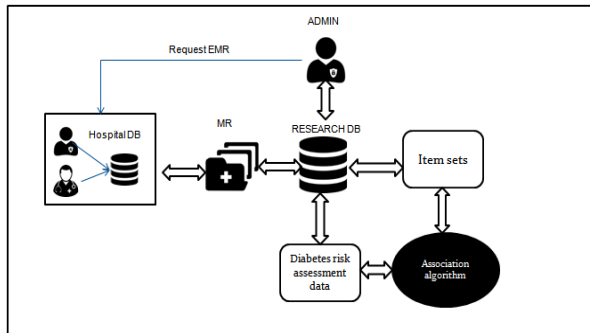 ADMIN
Request EMR
Hospital DB
MR
RESEARCH DB
Item sets
Diabetes risk
assessment
data
Association
algorithm